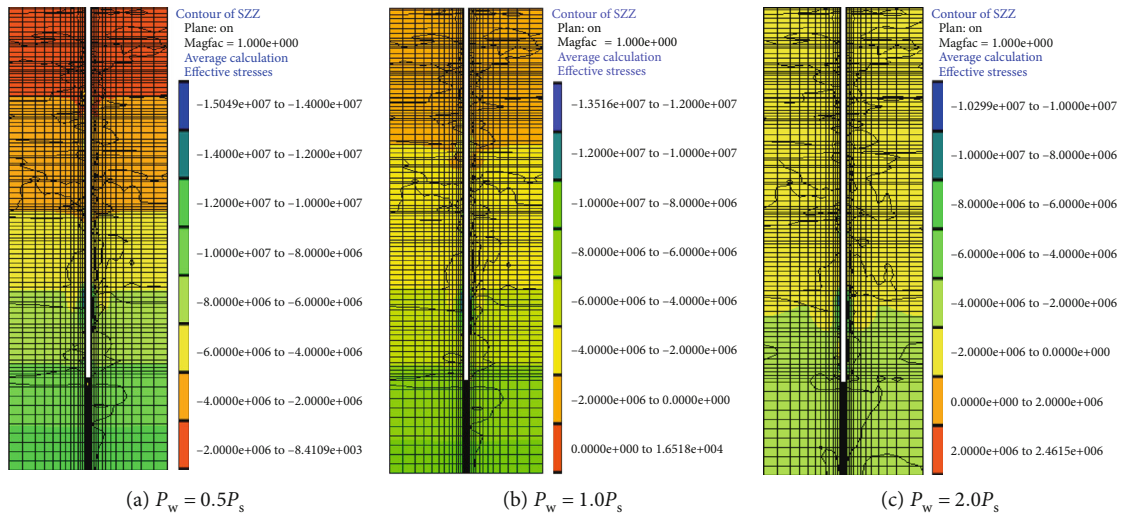 Contour of SZZ
Plane: on
Magfac = 1.000e+000
Average calculation
Effective stresses
–1.5049e+007 to –1.4000e+007
–1.4000e+007 to –1.2000e+007
–1.2000e+007 to –1.0000e+007
–1.0000e+007 to –8.0000e+006
–8.0000e+006 to –6.0000e+006
–6.0000e+006 to –4.0000e+006
–4.0000e+006 to –2.0000e+006
–2.0000e+006 to –8.4109e+003
(a) Pw = 0.5Ps
Contour of SZZ
Plan: on
Magfac = 1.000e+000
Average calculation
Effective stresses
–1.3516e+007 to –1.2000e+007
–1.2000e+007 to –1.0000e+007
–1.0000e+007 to –8.0000e+006
–8.0000e+006 to –6.0000e+006
–6.0000e+006 to –4.0000e+006
–4.0000e+006 to –2.0000e+006
–2.0000e+006 to 0.0000e+000
0.0000e+000 to 1.6518e+004
(b) Pw = 1.0Ps
Contour of SZZ
Plan: on
Magfac = 1.000e+000
Average calculation
Effective stresses
–1.0299e+007 to –1.0000e+007
–1.0000e+007 to –8.0000e+006
–8.0000e+006 to –6.0000e+006
–6.0000e+006 to –4.0000e+006
–4.0000e+006 to –2.0000e+006
–2.0000e+006 to 0.0000e+000
0.0000e+000 to 2.0000e+006
2.0000e+006 to 2.4615e+006
(c) Pw = 2.0Ps